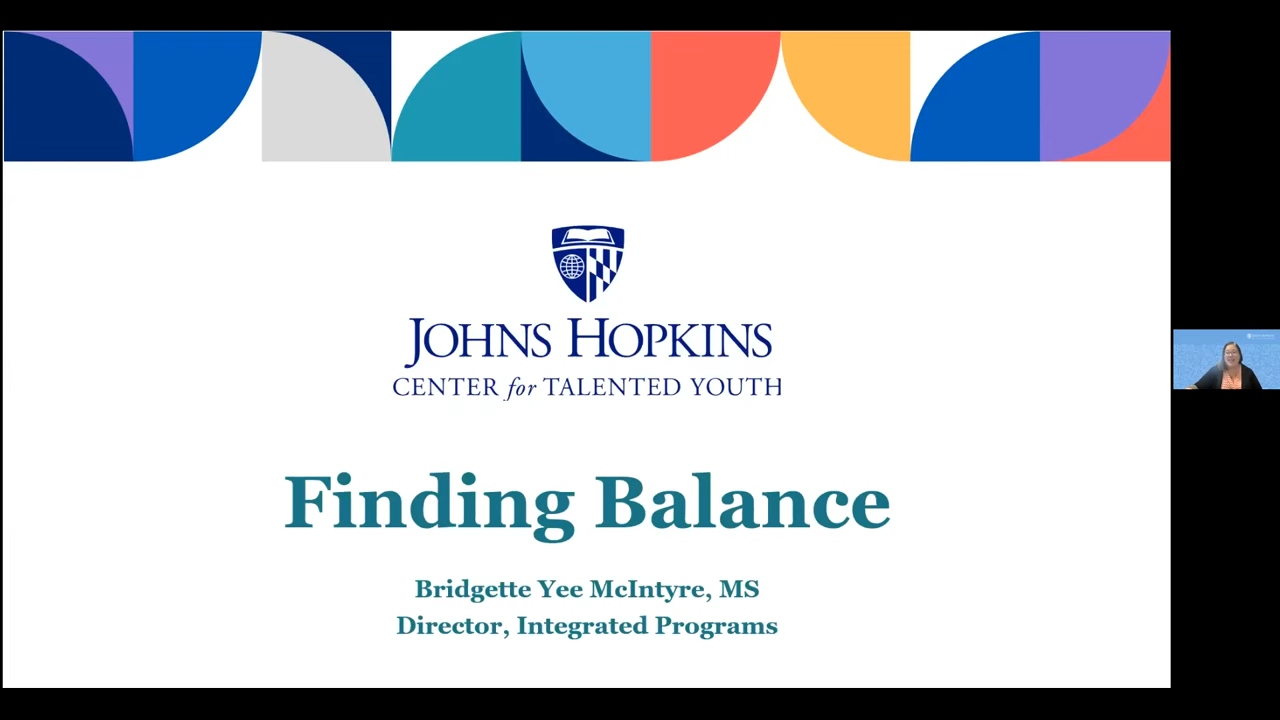 JOHNS HOPKINS
CENTER for TALENTED YOUTH
Finding Balance
Bridgette Yee McIntyre, MS
Director, Integrated Programs